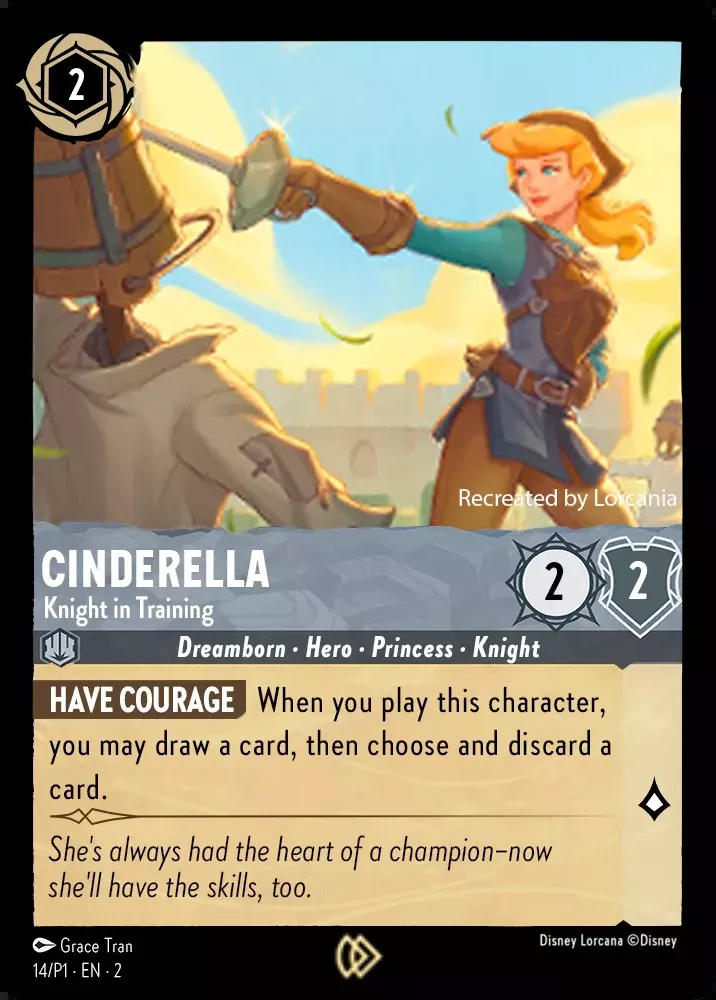 2
Recreated by Lorcania
CINDERELLA
Knight in Training
2
2
Dreamborn · Hero · Princess · Knight
HAVE COURAGE When you play this character,
you may draw a card, then choose and discard a
card.
She's always had the heart of a champion–now
she'll have the skills, too.
Grace Tran
Disney Lorcana ©Disney
14/P1 · EN · 2